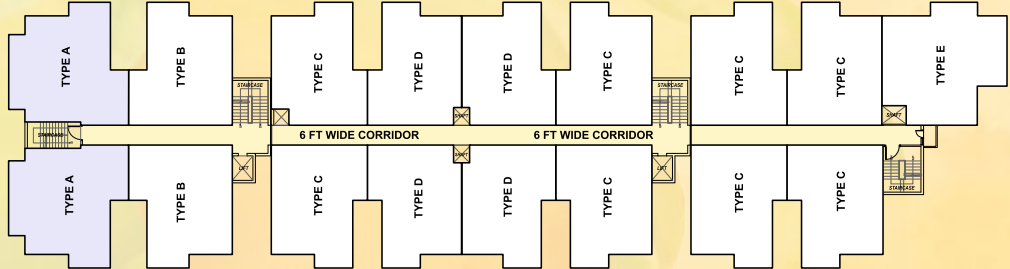 TYPE A
TYPE B
TYPE C
TYPE D
TYPE D
TYPE C
TYPE C
TYPE C
TYPE E
STAIRCASE
STAIRCASE
SHAFT
SHAFT
STAIRCASE
6 FT WIDE CORRIDOR
6 FT WIDE CORRIDOR
SHAFT
LIFT
LIFT
STAIRCASE
TYPE A
TYPE B
TYPE C
TYPE D
TYPE D
TYPE C
TYPE C
TYPE C